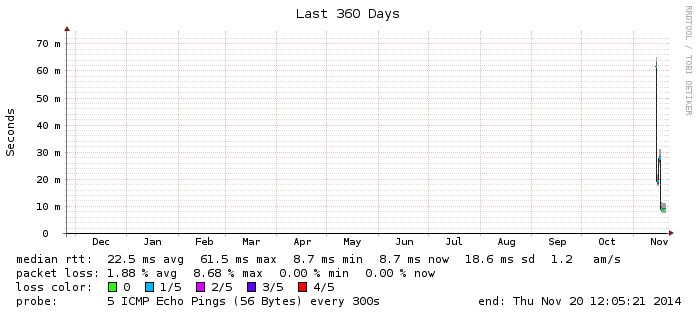 Last 360 Days
RRDTOOL / TOBI OETIKER
Seconds
70 m
60 m
50 m
40 m
30 m
20 m
10 m
0
Dec Jan Feb Mar Apr May Jun Jul Aug Sep Oct Nov
median rtt: 22.5 ms avg 61.5 ms max 8.7 ms min 8.7 ms now 18.6 ms sd 1.2 am/s
packet loss: 1.88 % avg 8.68 % max 0.00 % min 0.00 % now
loss color: 0 1/5 2/5 3/5 4/5
probe: 5 ICMP Echo Pings (56 Bytes) every 300s end: Thu Nov 20 12:05:21 2014